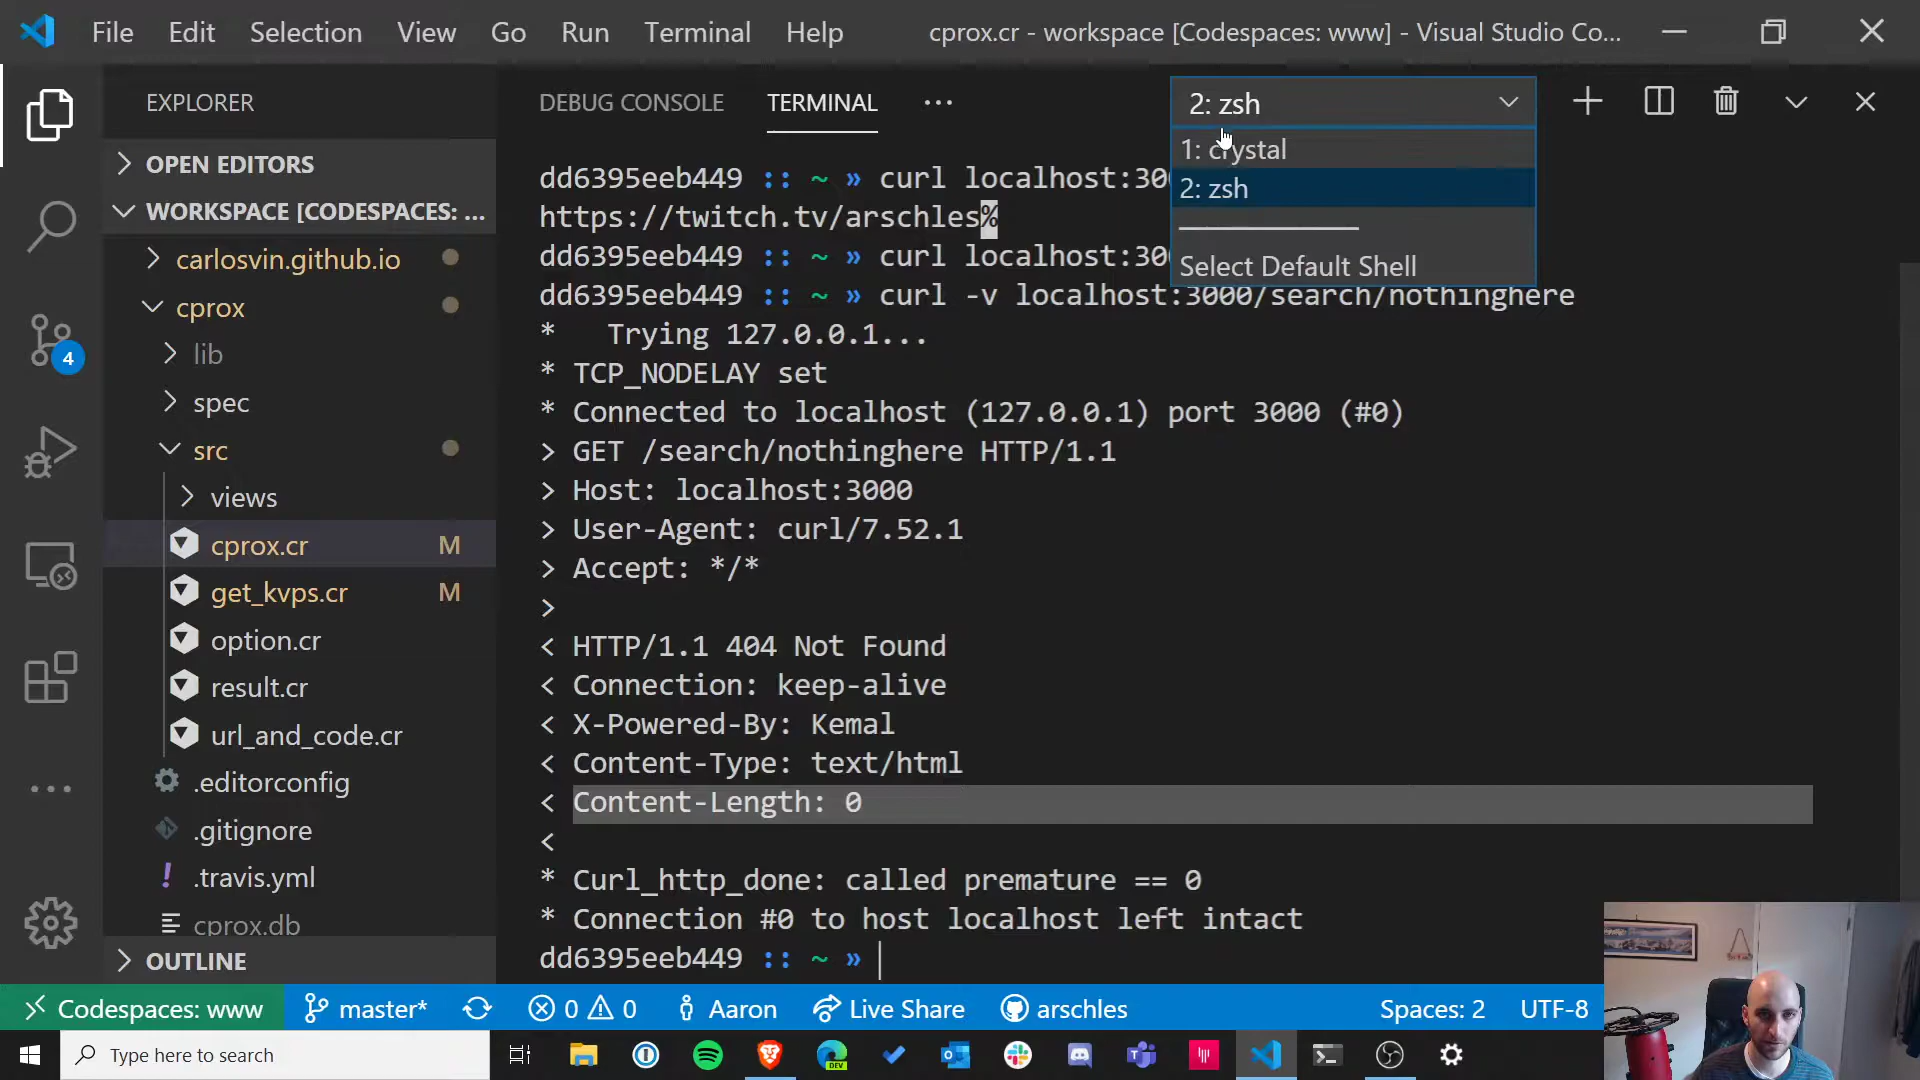 File Edit Selection View Go Run Terminal Help cprox.cr - workspace [Codespaces: www] - Visual Studio Co...
EXPLORER
OPEN EDITORS
WORKSPACE [CODESPACES: ...
carlosvin.github.io
cprox
lib
spec
src
views
cprox.cr M
get_kvps.cr M
option.cr
result.cr
url_and_code.cr
.editorconfig
.gitignore
! .travis.yml
cprox.db
OUTLINE
4
DEBUG CONSOLE TERMINAL ...
2: zsh
1: crystal
2: zsh
Select Default Shell
dd6395eeb449 :: ~ » curl localhost:300
https://twitch.tv/arschles%
dd6395eeb449 :: ~ » curl localhost:300
dd6395eeb449 :: ~ » curl -v localhost:3000/search/nothinghere
* Trying 127.0.0.1...
* TCP_NODELAY set
* Connected to localhost (127.0.0.1) port 3000 (#0)
> GET /search/nothinghere HTTP/1.1
> Host: localhost:3000
> User-Agent: curl/7.52.1
> Accept: */*
>
< HTTP/1.1 404 Not Found
< Connection: keep-alive
< X-Powered-By: Kemal
< Content-Type: text/html
< Content-Length: 0
<
* Curl_http_done: called premature == 0
* Connection #0 to host localhost left intact
dd6395eeb449 :: ~ »
Codespaces: www master* 0 0 Aaron Live Share arschles Spaces: 2 UTF-8
Type here to search
DEV